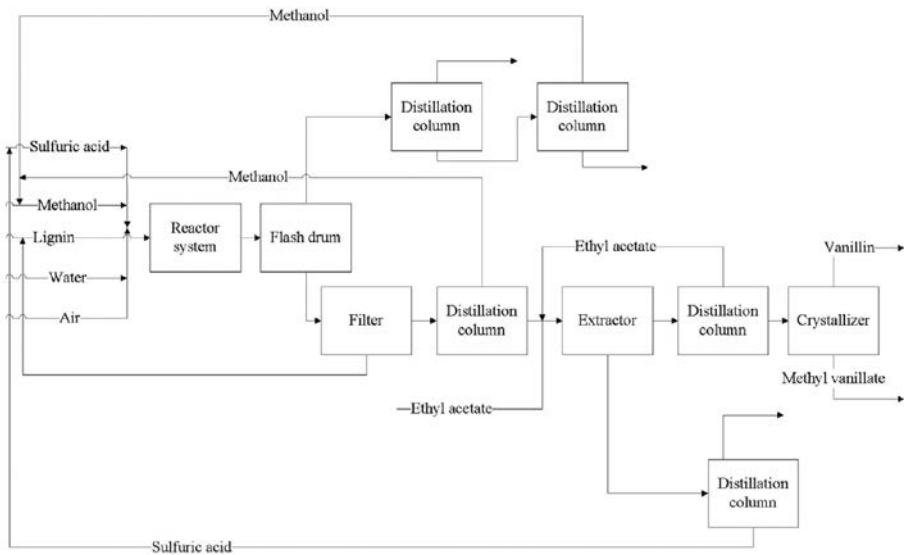 Methanol
Distillation
column
Distillation
column
Sulfuric acid
Methanol
Methanol
Lignin
Reactor
system
Flash drum
Water
Air
Ethyl acetate
Vanillin
Filter
Distillation
column
Extractor
Distillation
column
Crystallizer
Methyl vanillate
Ethyl acetate
Distillation
column
Sulfuric acid